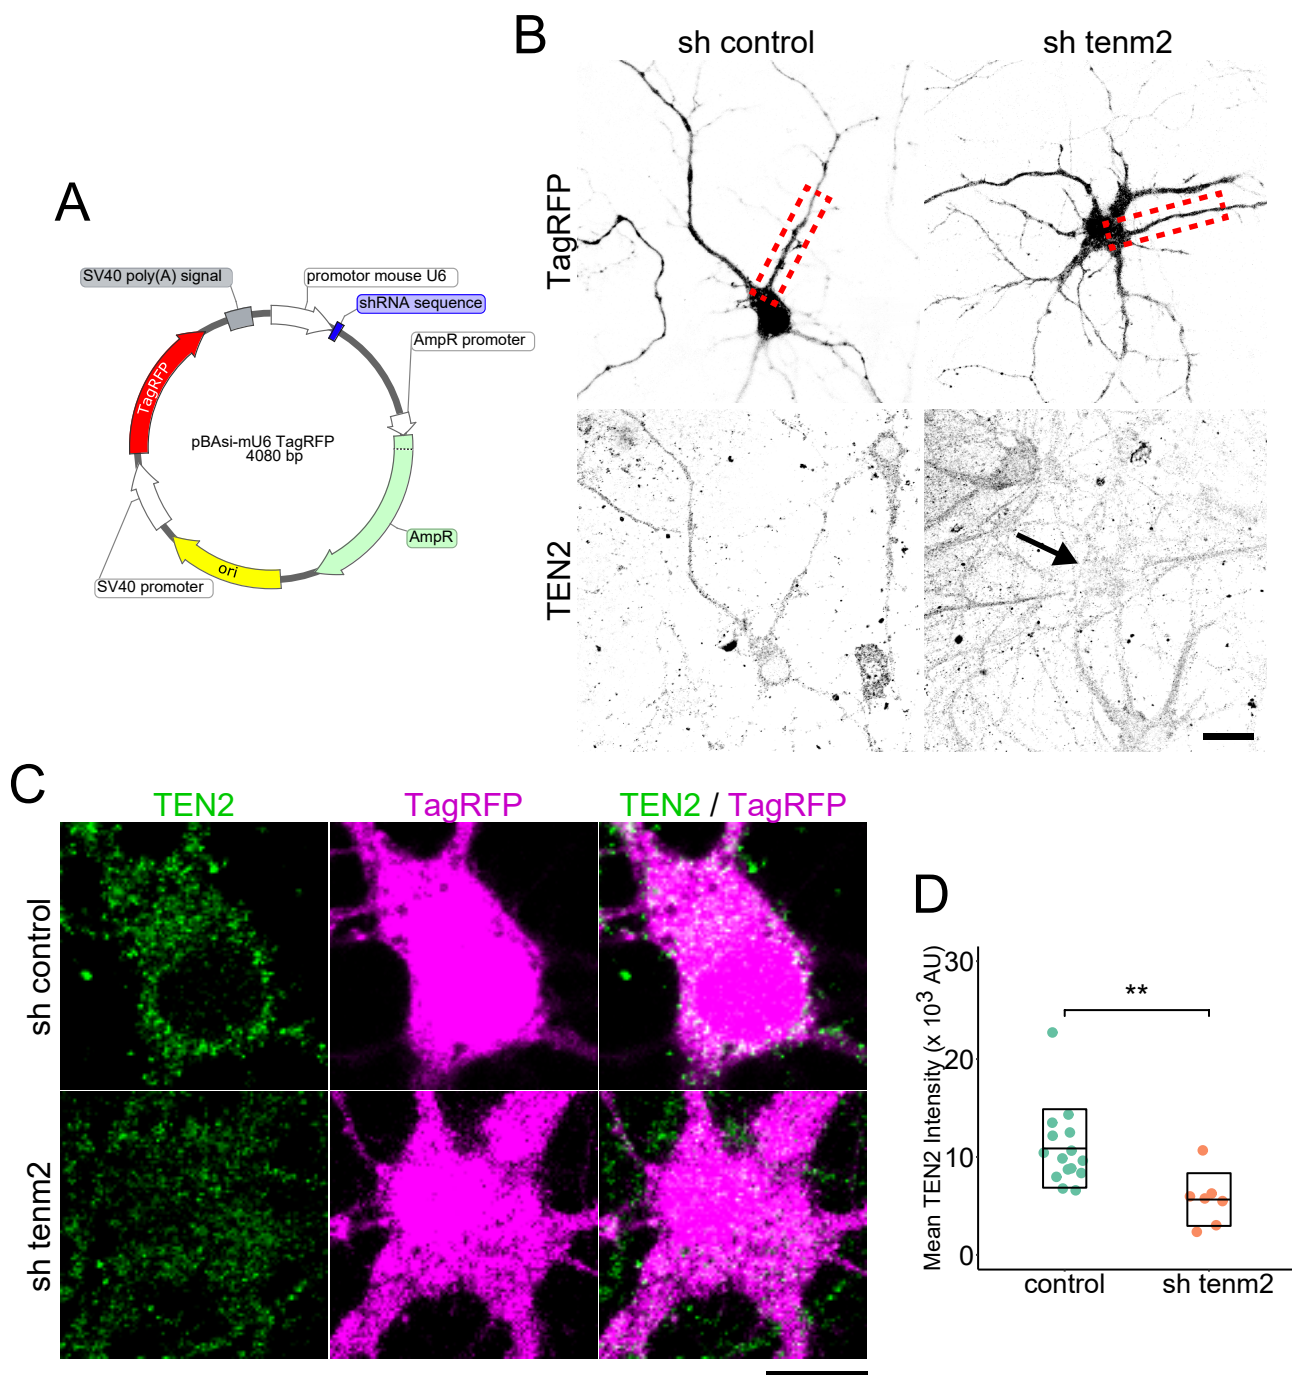 A
SV40 poly(A) signal
promotor mouse U6
shRNA sequence
AmpR promoter
TagRFP
pBAsi-mU6 TagRFP
4080 bp
AmpR
ori
SV40 promoter
B
sh control
sh tenm2
TagRFP
TEN2
C
TEN2
TagRFP
TEN2 / TagRFP
sh control
sh tenm2
D
Mean TEN2 Intensity (x 10³ AU)
30
20
10
0
**
control
sh tenm2